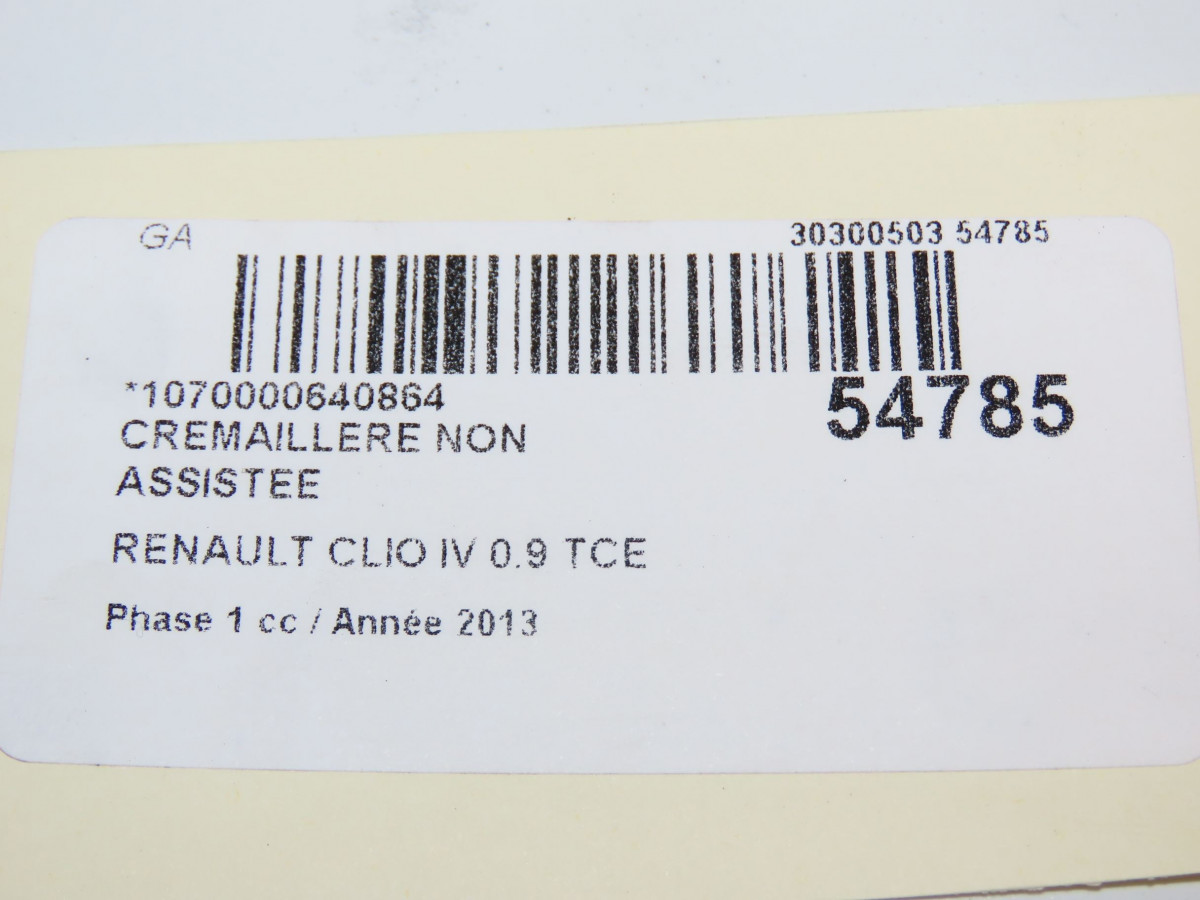 GA 30300503 54785
*1070000640864
54785
CREMAILLERE NON
ASSISTEE
RENAULT CLIO IV 0.9 TCE
Phase 1 cc / Année 2013